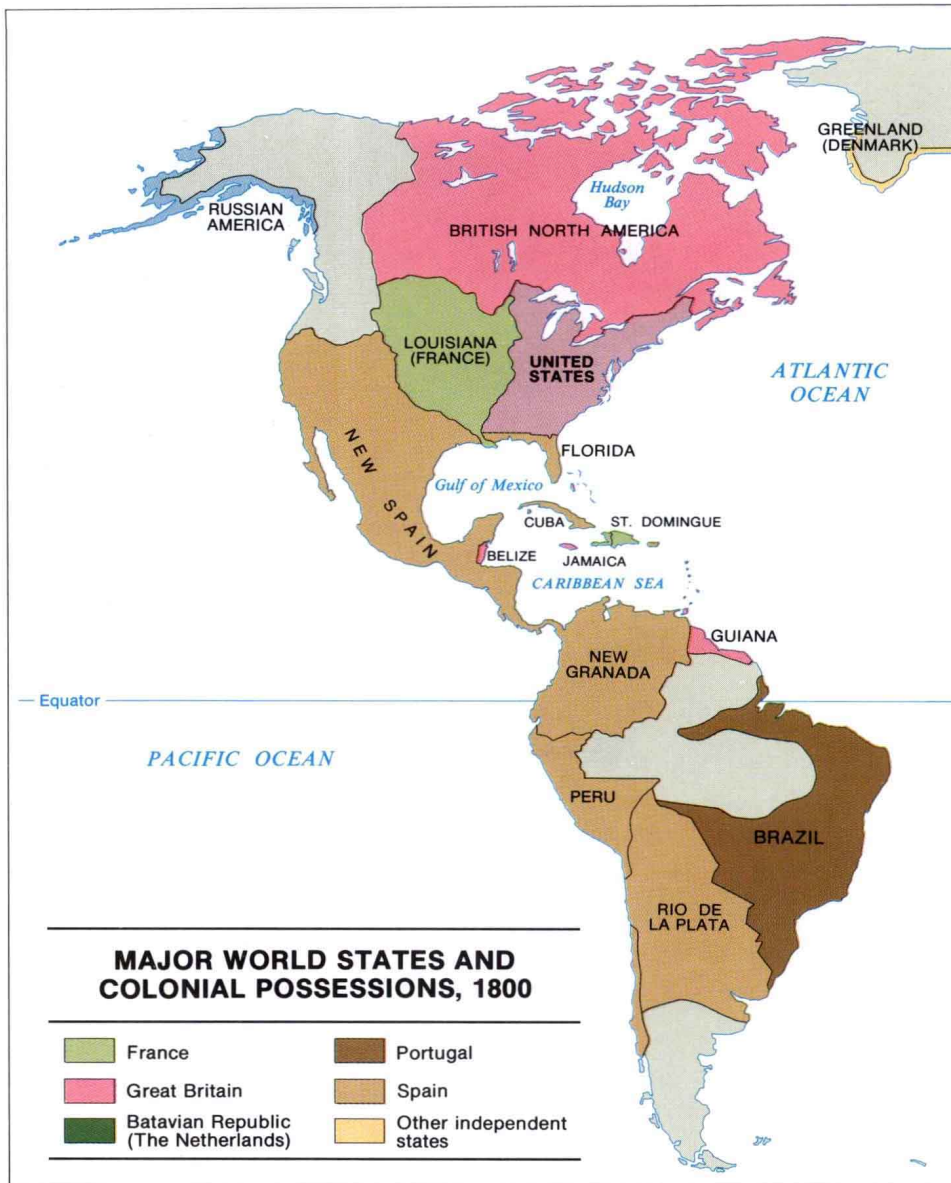 GREENLAND
(DENMARK)
Hudson
Bay
RUSSIAN
AMERICA
BRITISH NORTH AMERICA
LOUISIANA
(FRANCE)
UNITED
STATES
ATLANTIC
OCEAN
NEW SPAIN
FLORIDA
Gulf of Mexico
CUBA
ST. DOMINGUE
BELIZE
JAMAICA
CARIBBEAN SEA
GUIANA
NEW
GRANADA
Equator
PACIFIC OCEAN
PERU
BRAZIL
RIO DE
LA PLATA
MAJOR WORLD STATES AND
COLONIAL POSSESSIONS, 1800
France
Great Britain
Batavian Republic
(The Netherlands)
Portugal
Spain
Other independent
states